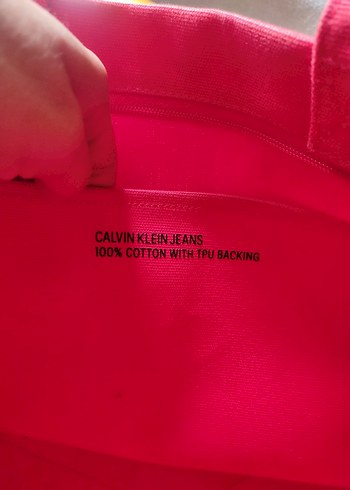 CALVIN KLEIN JEANS
100% COTTON WITH TPU BACKING